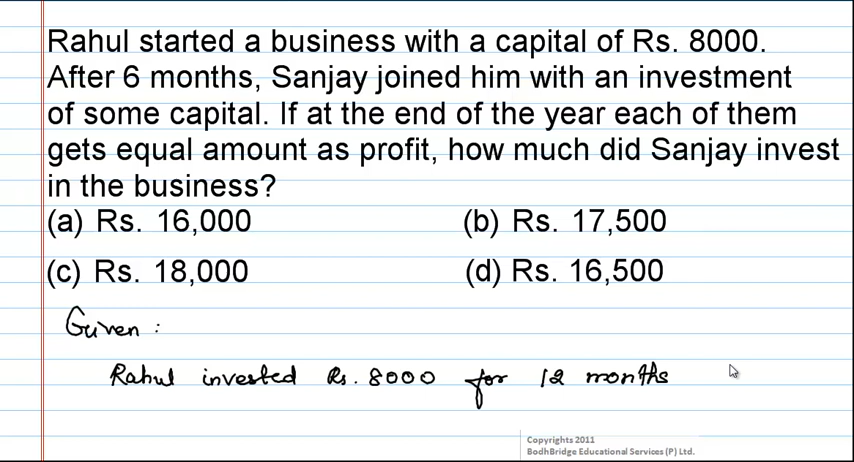 Rahul started a business with a capital of Rs. 8000.
After 6 months, Sanjay joined him with an investment
of some capital. If at the end of the year each of them
gets equal amount as profit, how much did Sanjay invest
in the business?
(a) Rs. 16,000 (b) Rs. 17,500
(c) Rs. 18,000 (d) Rs. 16,500
Given :
Rahul invested Rs. 8000 for 12 months
Copyrights 2011
BodhBridge Educational Services (P) Ltd.